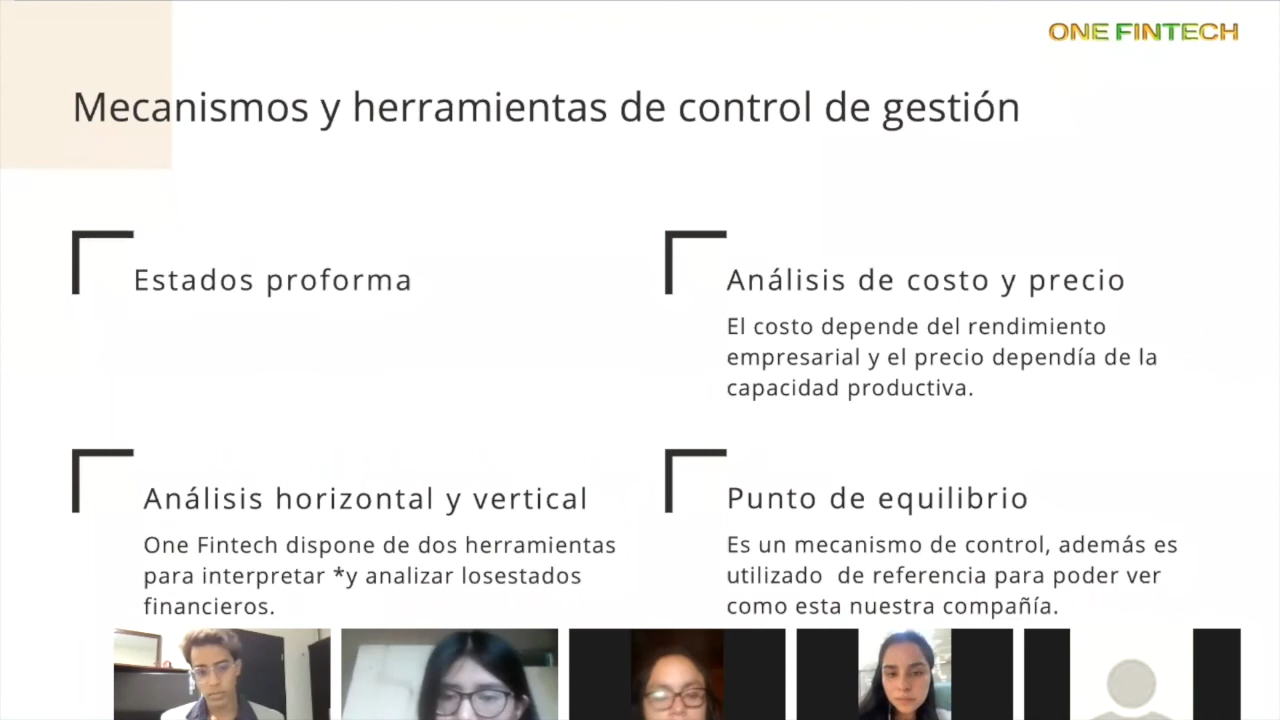 ONE FINTECH
Mecanismos y herramientas de control de gestión
Estados proforma
Análisis de costo y precio
El costo depende del rendimiento
empresarial y el precio dependía de la
capacidad productiva.
Análisis horizontal y vertical
One Fintech dispone de dos herramientas
para interpretar *y analizar losestados
financieros.
Punto de equilibrio
Es un mecanismo de control, además es
utilizado  de referencia para poder ver
como esta nuestra compañía.